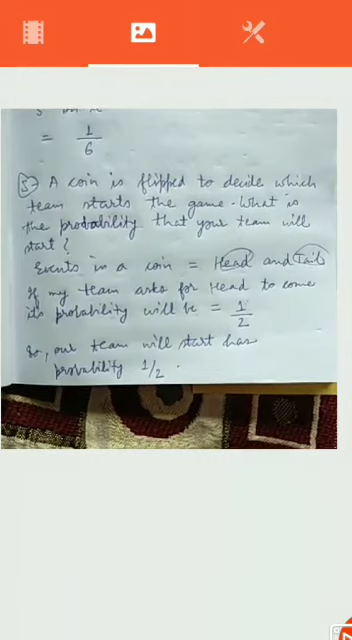 = 1/6
5) A coin is flipped to decide which
team starts the game. What is
the probability that your team will
start?
Events in a coin = Head and Tail
If my team asks for Head to come
its probability will be = 1/2
So, our team will start has
probability 1/2.